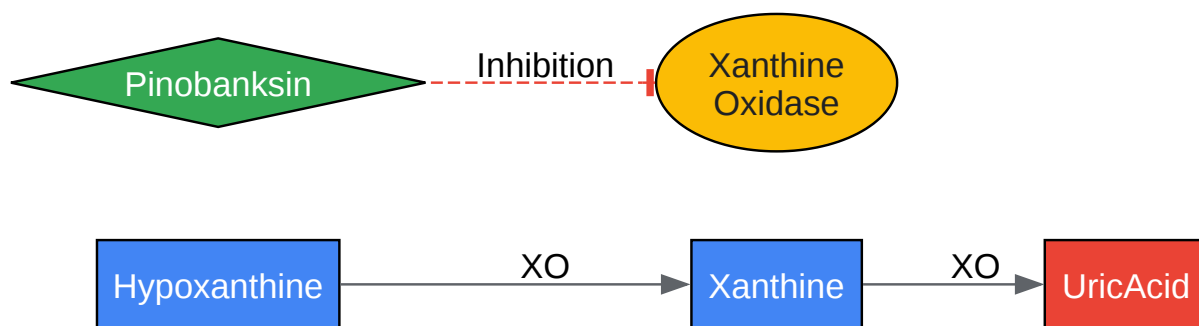 Pinobanksin
Inhibition
Xanthine
Oxidase
Hypoxanthine
XO
Xanthine
XO
UricAcid